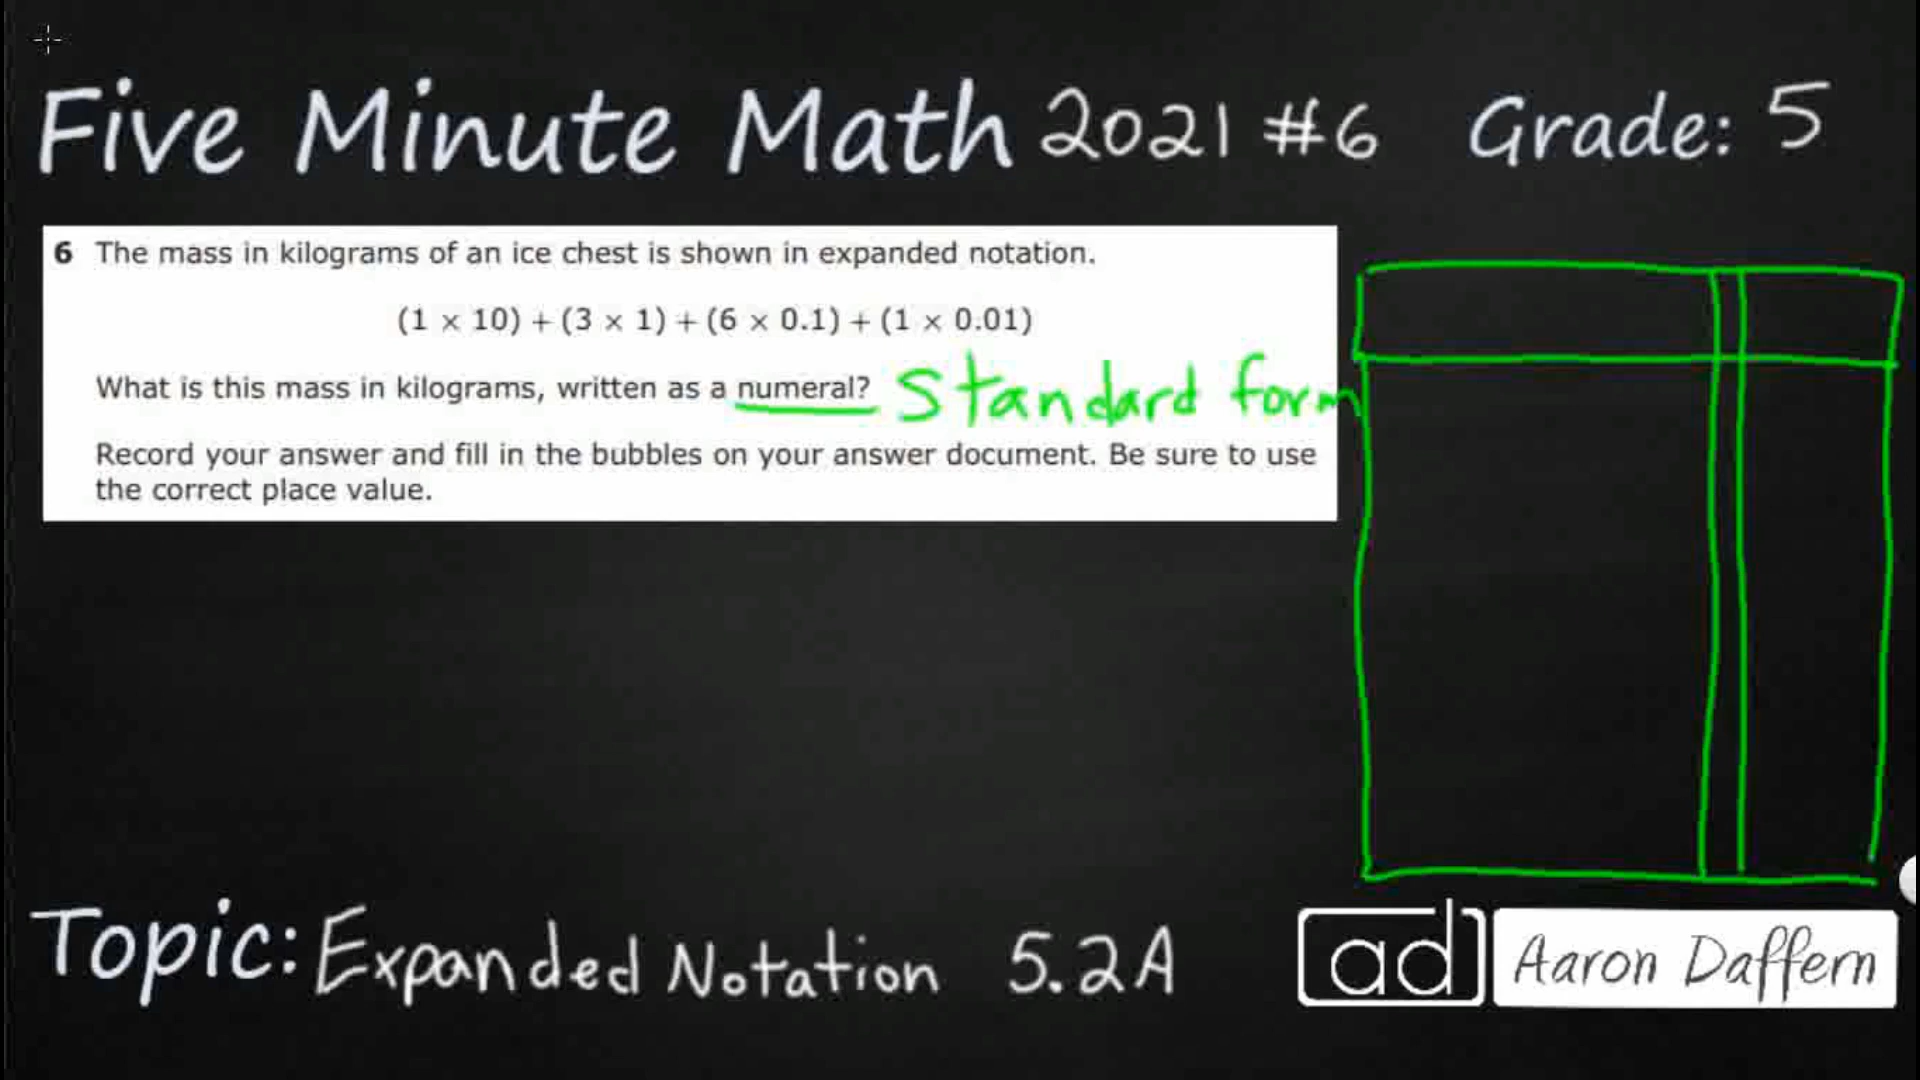 Five Minute Math 2021 #6 Grade: 5
6 The mass in kilograms of an ice chest is shown in expanded notation.
(1 × 10) + (3 × 1) + (6 × 0.1) + (1 × 0.01)
What is this mass in kilograms, written as a numeral? Standard form
Record your answer and fill in the bubbles on your answer document. Be sure to use
the correct place value.
Topic: Expanded Notation 5.2A
ad Aaron Daffern